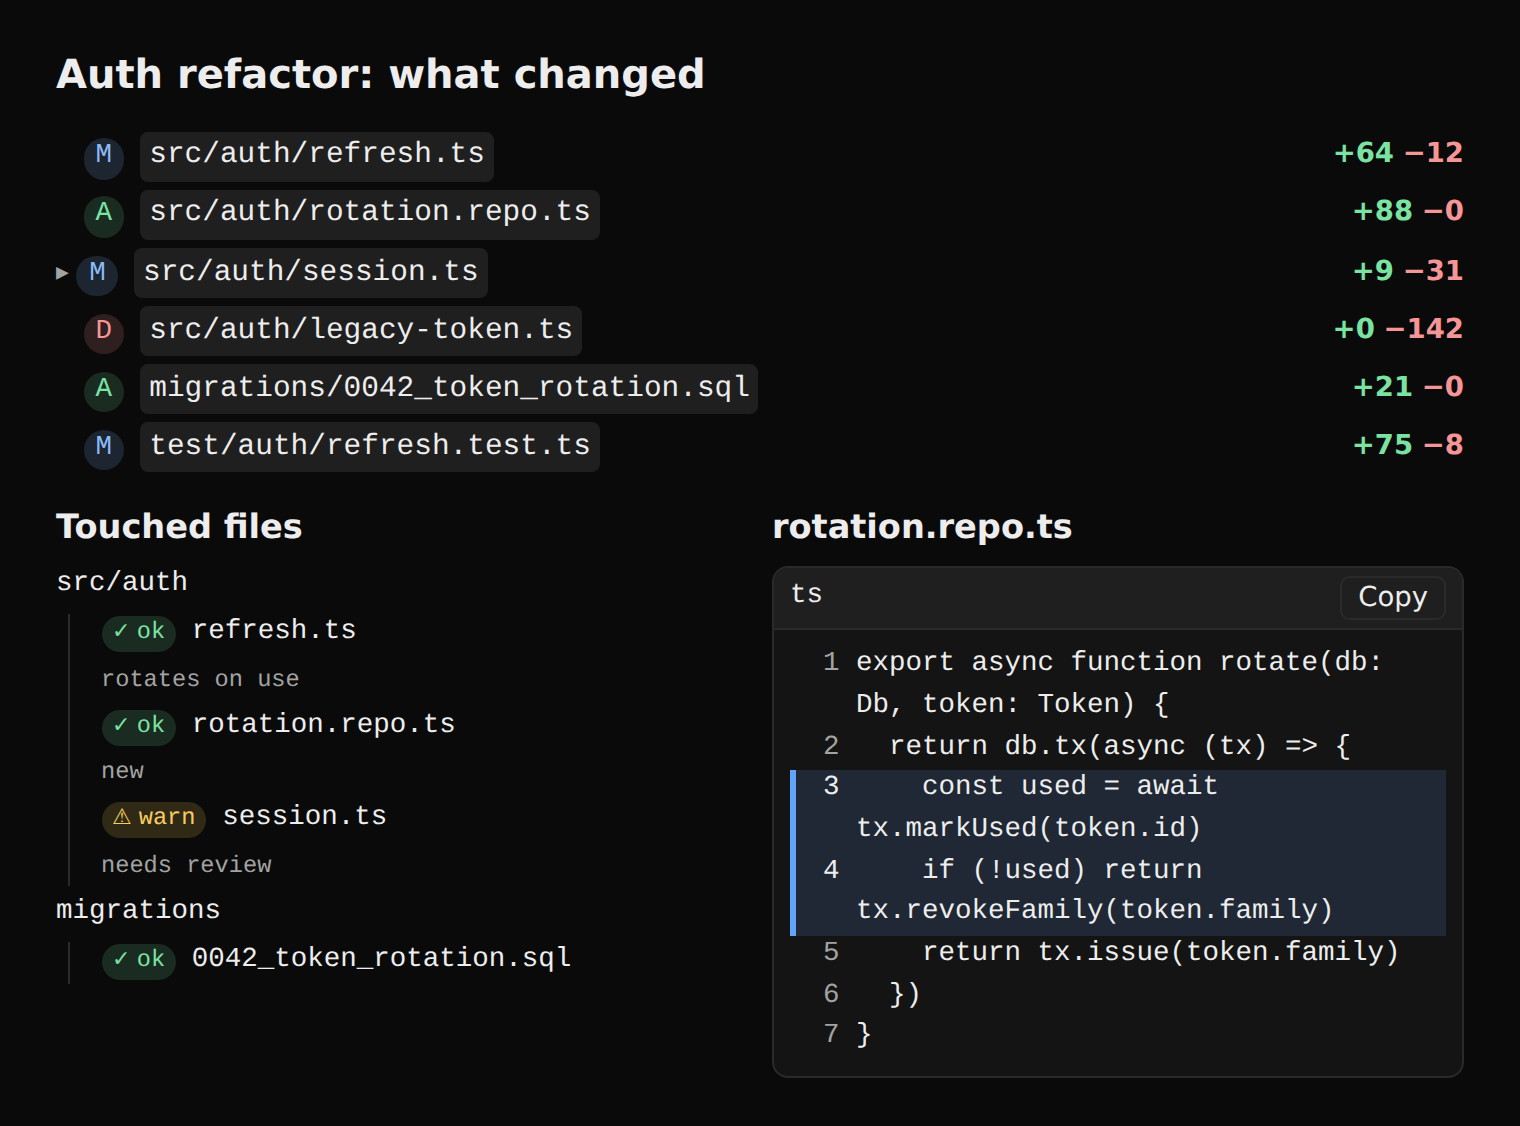 Auth refactor: what changed
M src/auth/refresh.ts +64 −12
A src/auth/rotation.repo.ts +88 −0
▶ M src/auth/session.ts +9 −31
D src/auth/legacy-token.ts +0 −142
A migrations/0042_token_rotation.sql +21 −0
M test/auth/refresh.test.ts +75 −8
Touched files
src/auth
✓ ok refresh.ts
rotates on use
✓ ok rotation.repo.ts
new
⚠ warn session.ts
needs review
migrations
✓ ok 0042_token_rotation.sql
rotation.repo.ts
ts Copy
1 export async function rotate(db:
Db, token: Token) {
2   return db.tx(async (tx) => {
3     const used = await
tx.markUsed(token.id)
4     if (!used) return
tx.revokeFamily(token.family)
5     return tx.issue(token.family)
6   })
7 }